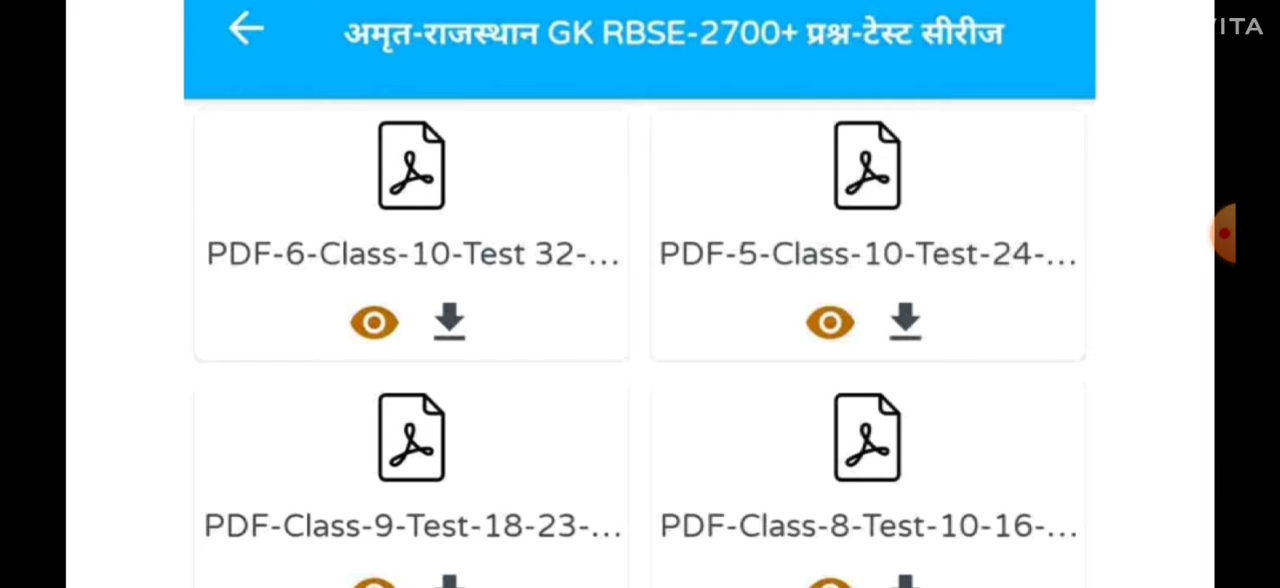 अमृत-राजस्थान GK RBSE-2700+ प्रश्न-टेस्ट सीरीज
ITA
PDF-6-Class-10-Test 32-...
PDF-5-Class-10-Test-24-...
PDF-Class-9-Test-18-23-...
PDF-Class-8-Test-10-16-...